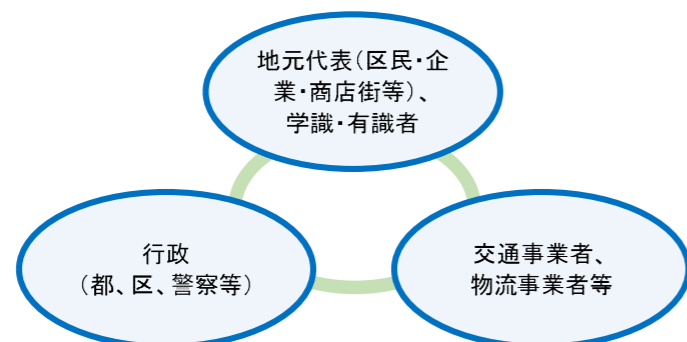 地元代表(区民・企
業・商店街等)、
学識・有識者
行政
(都、区、警察等)
交通事業者、
物流事業者等